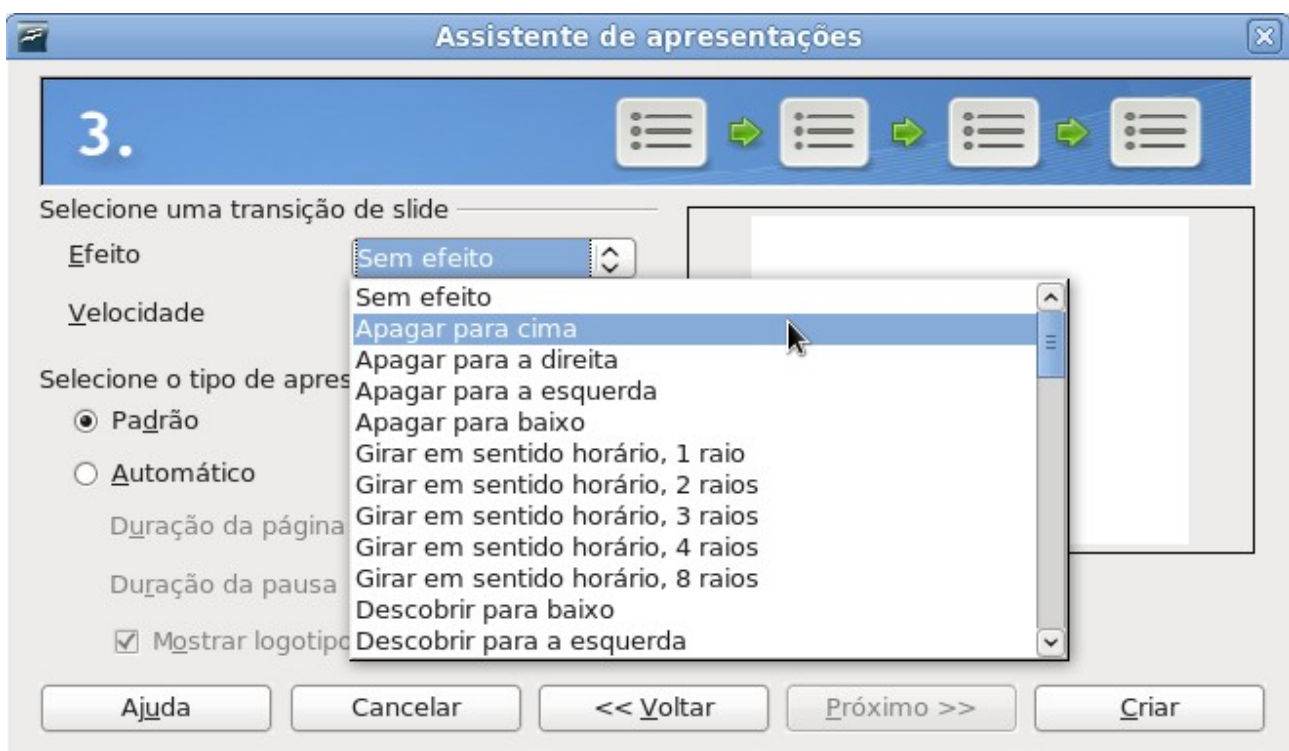 Assistente de apresentações
3.
Selecione uma transição de slide
Efeito
Sem efeito
Velocidade
Sem efeito
Apagar para cima
Apagar para a direita
Apagar para a esquerda
Apagar para baixo
Girar em sentido horário, 1 raio
Girar em sentido horário, 2 raios
Girar em sentido horário, 3 raios
Girar em sentido horário, 4 raios
Girar em sentido horário, 8 raios
Descobrir para baixo
Descobrir para a esquerda
Selecione o tipo de apres
Padrão
Automático
Duração da página
Duração da pausa
Mostrar logotipo
Ajuda
Cancelar
<< Voltar
Próximo >>
Criar